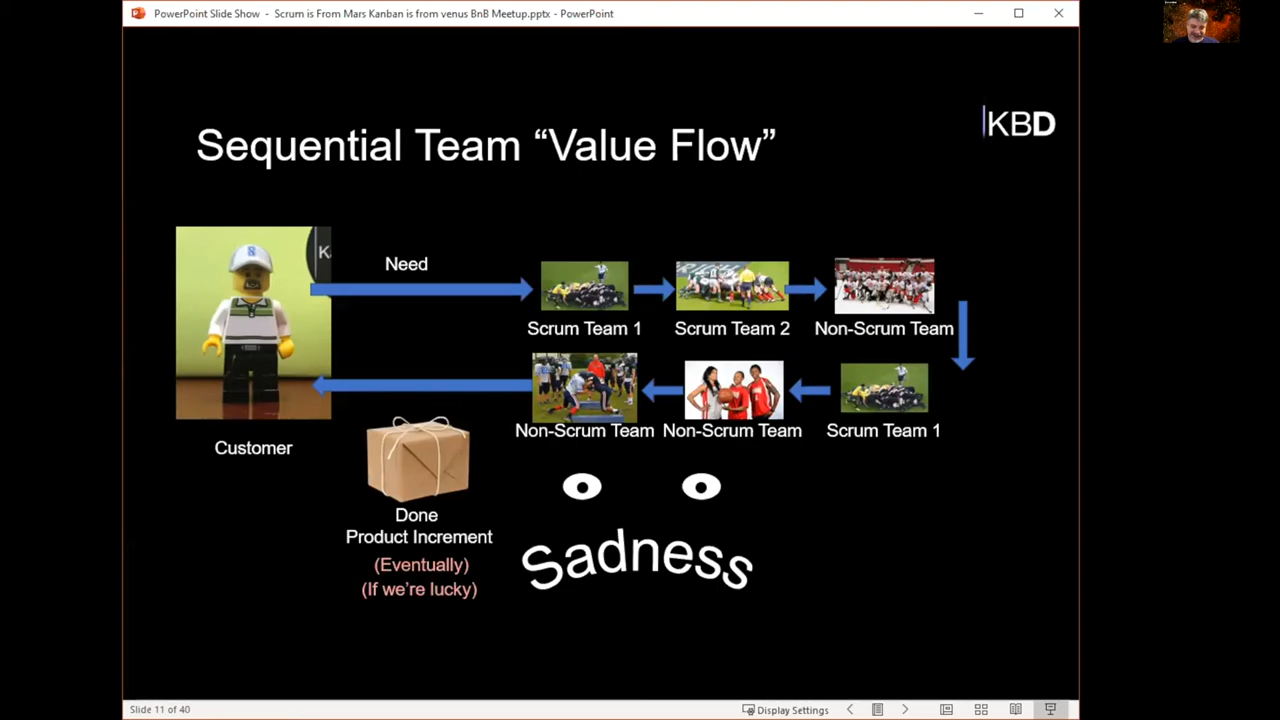 PowerPoint Slide Show - Scrum is From Mars Kanban is from venus BnB Meetup.pptx - PowerPoint
KBD
Sequential Team “Value Flow”
K
8
Need
Scrum Team 1
Scrum Team 2
Non-Scrum Team
Non-Scrum Team
Non-Scrum Team
Scrum Team 1
Customer
Done
Product Increment
(Eventually)
(If we’re lucky)
Sadness
Slide 11 of 40
Display Settings